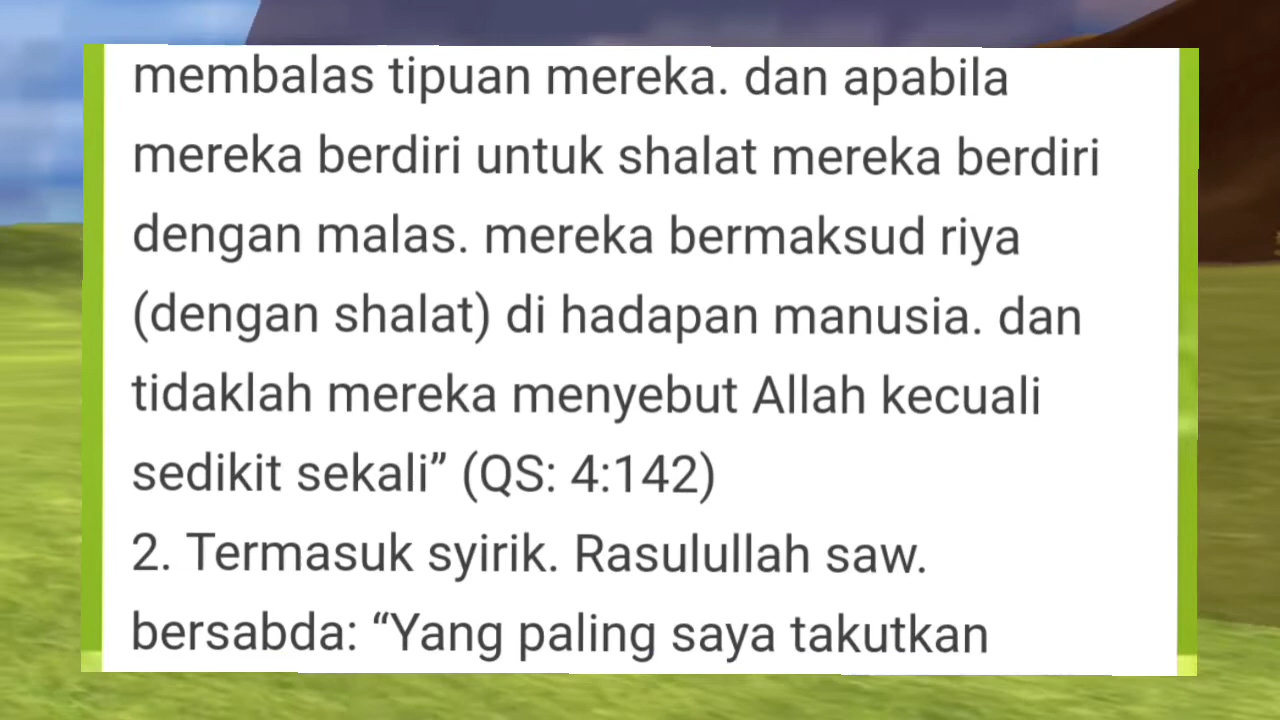 membalas tipuan mereka. dan apabila
mereka berdiri untuk shalat mereka berdiri
dengan malas. mereka bermaksud riya
(dengan shalat) di hadapan manusia. dan
tidaklah mereka menyebut Allah kecuali
sedikit sekali” (QS: 4:142)
2. Termasuk syirik. Rasulullah saw.
bersabda: “Yang paling saya takutkan